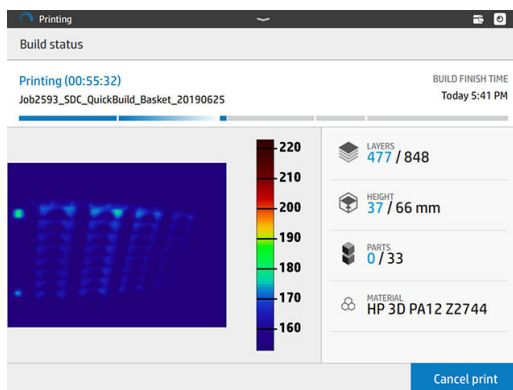 Printing
Build status
Printing (00:55:32)
Job2593_SDC_QuickBuild_Basket_20190625
BUILD FINISH TIME
Today 5:41 PM
220
210
200
190
180
170
160
LAYERS
477 / 848
HEIGHT
37 / 66 mm
PARTS
0 / 33
MATERIAL
HP 3D PA12 Z2744
Cancel print